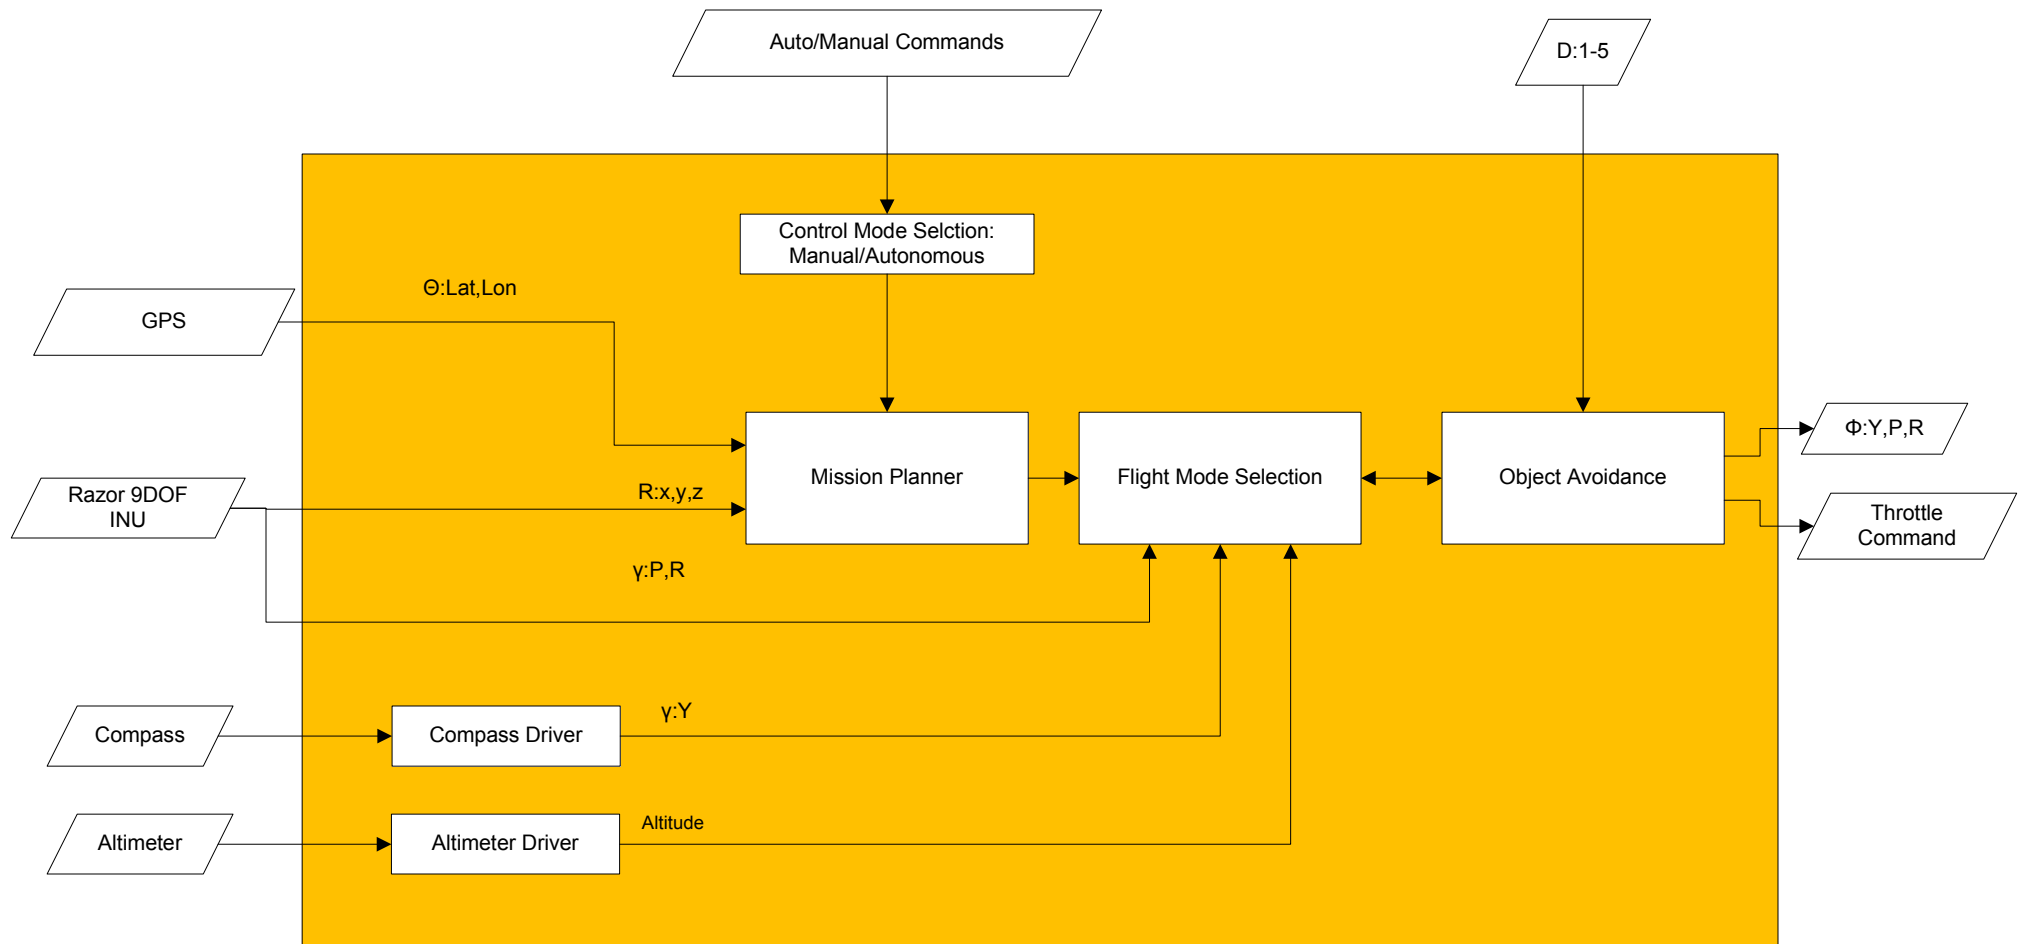 Auto/Manual Commands
D:1-5
Control Mode Selction:
Manual/Autonomous
Θ:Lat,Lon
GPS
Φ:Y,P,R
Mission Planner
Flight Mode Selection
Object Avoidance
Razor 9DOF
INU
R:x,y,z
Throttle
Command
γ:P,R
γ:Y
Compass
Compass Driver
Altitude
Altimeter
Altimeter Driver